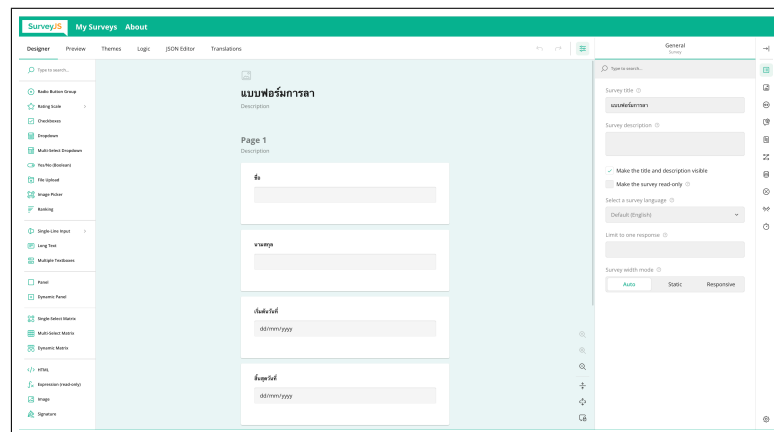 SurveyJS My Surveys About
Designer Preview Themes Logic JSON Editor Translations
General
Survey
Type to search...
Radio Button Group
Rating Scale
Checkboxes
Dropdown
Multi-Select Dropdown
Yes/No (Boolean)
File Upload
Image Picker
Ranking
Single-Line Input
Long Text
Multiple Textboxes
Panel
Dynamic Panel
Single-Select Matrix
Multi-Select Matrix
Dynamic Matrix
HTML
Expression (read-only)
Image
Signature
แบบฟอร์มการลา
Description
Page 1
Description
ชื่อ
นามสกุล
เริ่มต้นวันที่
dd/mm/yyyy
สิ้นสุดวันที่
dd/mm/yyyy
Type to search...
Survey title
แบบฟอร์มการลา
Survey description
Make the title and description visible
Make the survey read-only
Select a survey language
Default (English)
Limit to one response
Survey width mode
Auto Static Responsive